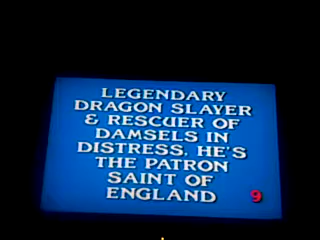 LEGENDARY
DRAGON SLAYER
& RESCUER OF
DAMSELS IN
DISTRESS, HE'S
THE PATRON
SAINT OF
ENGLAND 9